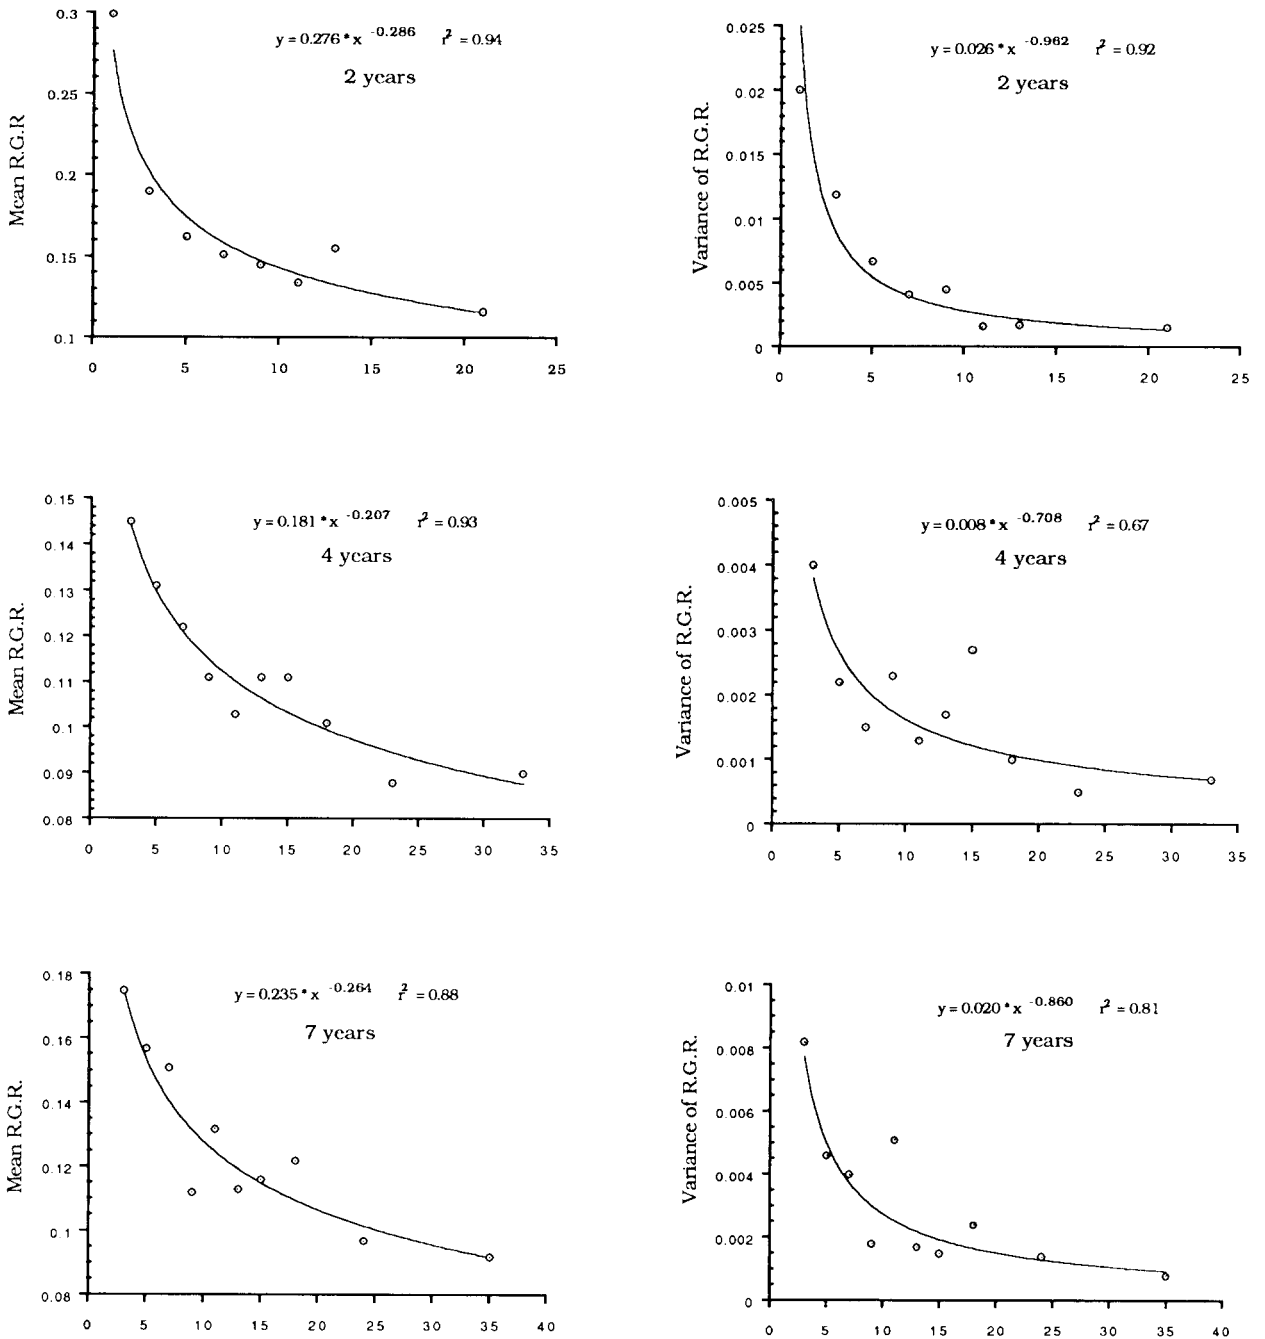 y = 0.276 * x -0.286 r2 = 0.94
2 years
Mean R.G.R
0.3
0.25
0.2
0.15
0.1
0 5 10 15 20 25
y = 0.026 * x -0.962 r2 = 0.92
2 years
Variance of R.G.R.
0.025
0.02
0.015
0.01
0.005
0
0 5 10 15 20 25
y = 0.181 * x -0.207 r2 = 0.93
4 years
Mean R.G.R.
0.15
0.14
0.13
0.12
0.11
0.1
0.09
0.08
0 5 10 15 20 25 30 35
y = 0.008 * x -0.708 r2 = 0.67
4 years
Variance of R.G.R.
0.005
0.004
0.003
0.002
0.001
0
0 5 10 15 20 25 30 35
y = 0.235 * x -0.264 r2 = 0.88
7 years
Mean R.G.R.
0.18
0.16
0.14
0.12
0.1
0.08
0 5 10 15 20 25 30 35 40
y = 0.020 * x -0.860 r2 = 0.81
7 years
Variance of R.G.R.
0.01
0.008
0.006
0.004
0.002
0
0 5 10 15 20 25 30 35 40